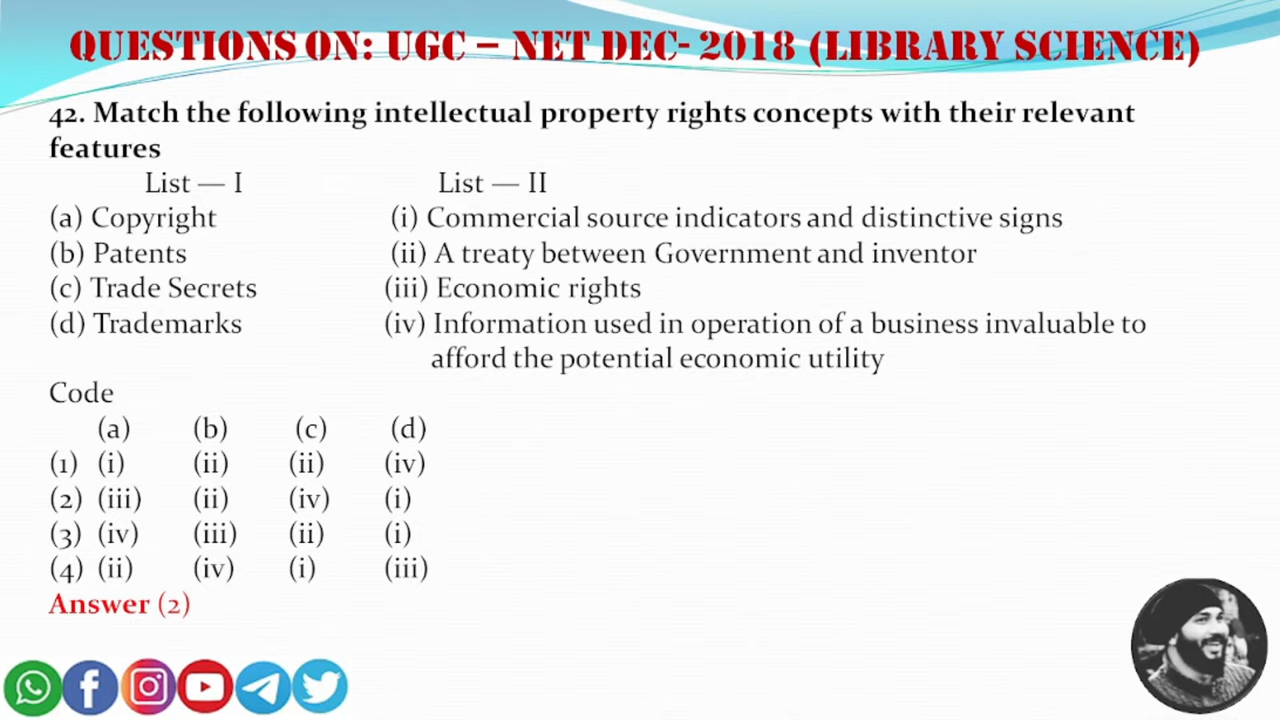 QUESTIONS ON: UGC – NET DEC- 2018 (LIBRARY SCIENCE)
42. Match the following intellectual property rights concepts with their relevant
features
List — I List — II
(a) Copyright (i) Commercial source indicators and distinctive signs
(b) Patents (ii) A treaty between Government and inventor
(c) Trade Secrets (iii) Economic rights
(d) Trademarks (iv) Information used in operation of a business invaluable to
afford the potential economic utility
Code
(a) (b) (c) (d)
(1) (i) (ii) (ii) (iv)
(2) (iii) (ii) (iv) (i)
(3) (iv) (iii) (ii) (i)
(4) (ii) (iv) (i) (iii)
Answer (2)